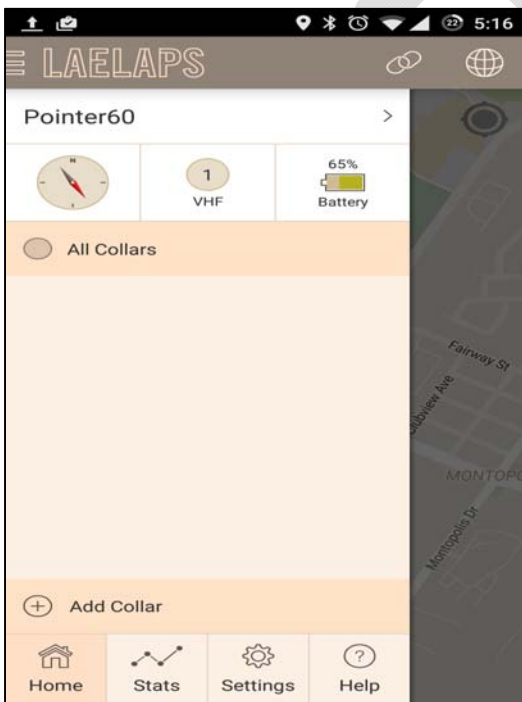 22 5:16
LAELAPS
Pointer60
N
1
VHF
65%
Battery
All Collars
Fairway St
Clubview Ave
MONTOPO
Montopolis Dr
Add Collar
Home Stats Settings Help